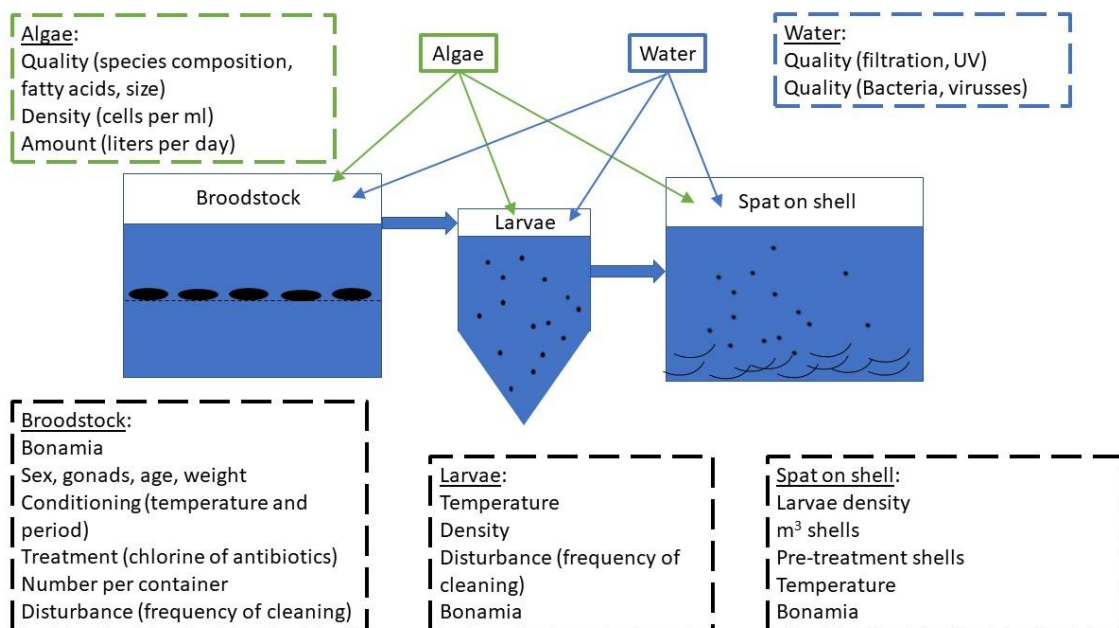 Algae:
Quality (species composition,
fatty acids, size)
Density (cells per ml)
Amount (liters per day)
Algae
Water
Water:
Quality (filtration, UV)
Quality (Bacteria, virusses)
Broodstock
Larvae
Spat on shell
Broodstock:
Bonamia
Sex, gonads, age, weight
Conditioning (temperature and
period)
Treatment (chlorine of antibiotics)
Number per container
Disturbance (frequency of cleaning)
Larvae:
Temperature
Density
Disturbance (frequency of
cleaning)
Bonamia
Spat on shell:
Larvae density
m³ shells
Pre-treatment shells
Temperature
Bonamia